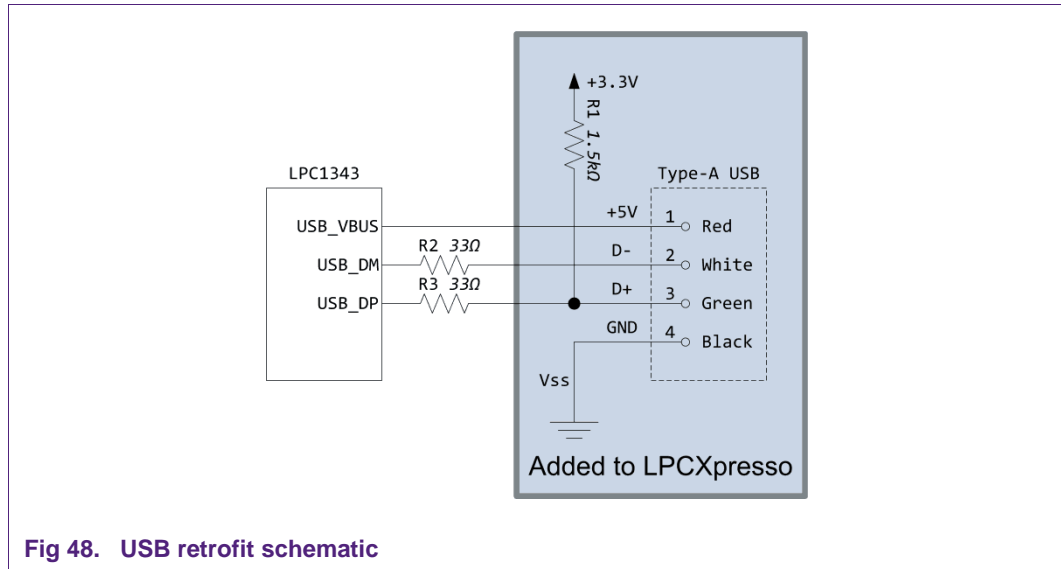 +3.3V
R1 1.5kΩ
LPC1343
Type-A USB
USB_VBUS
+5V
1
Red
USB_DM
R2 33Ω
D-
2
White
USB_DP
R3 33Ω
D+
3
Green
GND
4
Black
Vss
Added to LPCXpresso
Fig 48. USB retrofit schematic